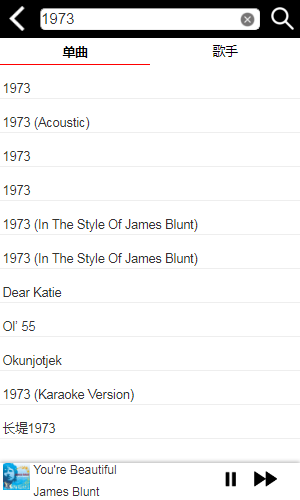 1973
单曲
歌手
1973
1973 (Acoustic)
1973
1973
1973 (In The Style Of James Blunt)
1973 (In The Style Of James Blunt)
Dear Katie
Ol' 55
Okunjotjek
1973 (Karaoke Version)
长堤1973
You're Beautiful
James Blunt